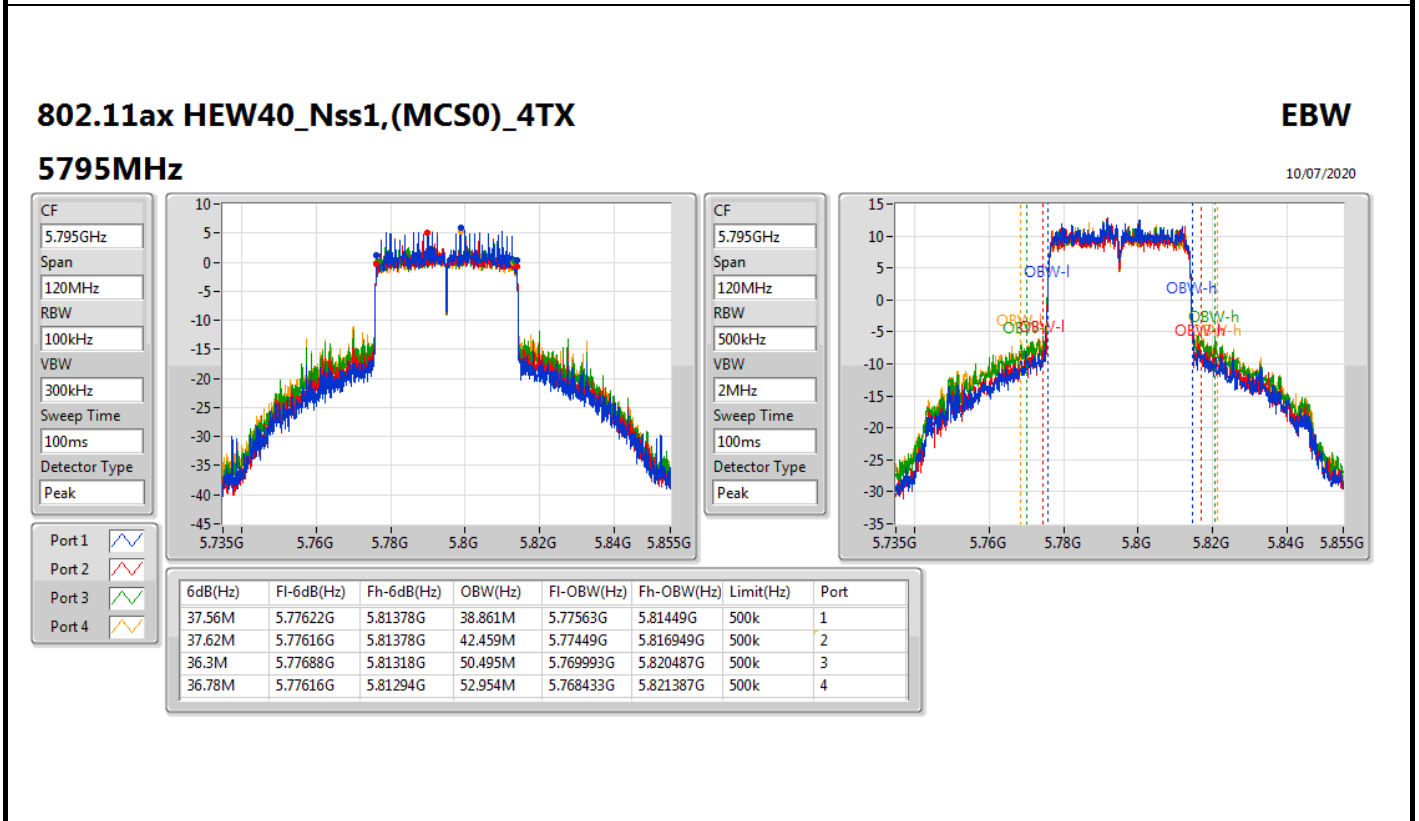 802.11ax HEW40_Nss1,(MCS0)_4TX
EBW
5795MHz
10/07/2020
CF
5.795GHz
Span
120MHz
RBW
100kHz
VBW
300kHz
Sweep Time
100ms
Detector Type
Peak
10
5
0
-5
-10
-15
-20
-25
-30
-35
-40
-45
5.735G 5.76G 5.78G 5.8G 5.82G 5.84G 5.855G
CF
5.795GHz
Span
120MHz
RBW
500kHz
VBW
2MHz
Sweep Time
100ms
Detector Type
Peak
15
10
5
0
-5
-10
-15
-20
-25
-30
-35
OBW-l
OBW-h
OBW-h
5.735G 5.76G 5.78G 5.8G 5.82G 5.84G 5.855G
Port 1
Port 2
Port 3
Port 4
6dB(Hz) Fl-6dB(Hz) Fh-6dB(Hz) OBW(Hz) Fl-OBW(Hz) Fh-OBW(Hz) Limit(Hz) Port
37.56M 5.77622G 5.81378G 38.861M 5.77563G 5.81449G 500k 1
37.62M 5.77616G 5.81378G 42.459M 5.77449G 5.816949G 500k 2
36.3M 5.77688G 5.81318G 50.495M 5.769993G 5.820487G 500k 3
36.78M 5.77616G 5.81294G 52.954M 5.768433G 5.821387G 500k 4